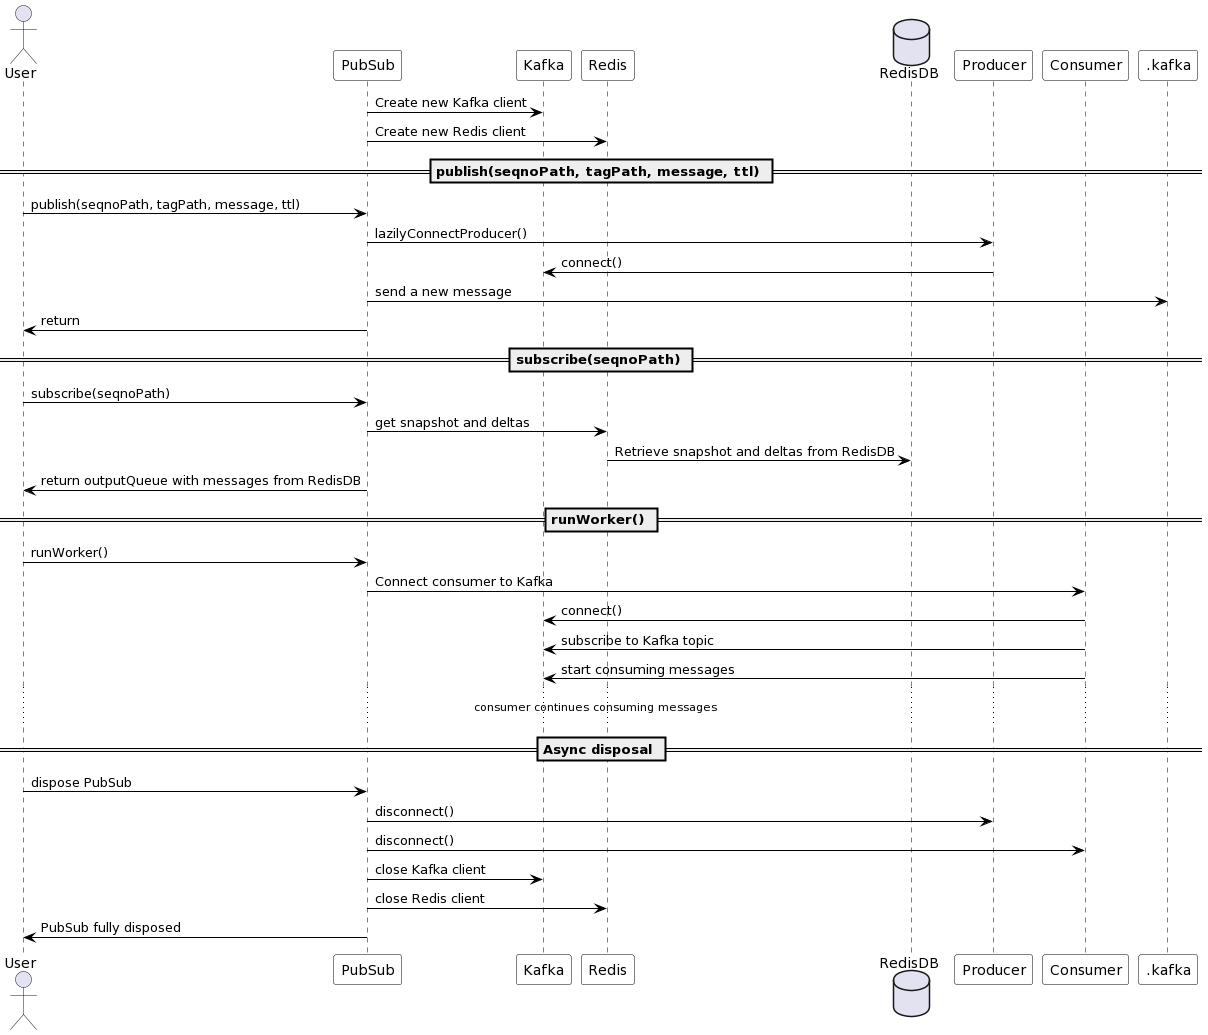 User
PubSub
Kafka
Redis
RedisDB
Producer
Consumer
.kafka
Create new Kafka client
Create new Redis client
publish(seqnoPath, tagPath, message, ttl)
publish(seqnoPath, tagPath, message, ttl)
lazilyConnectProducer()
connect()
send a new message
return
subscribe(seqnoPath)
subscribe(seqnoPath)
get snapshot and deltas
Retrieve snapshot and deltas from RedisDB
return outputQueue with messages from RedisDB
runWorker()
runWorker()
Connect consumer to Kafka
connect()
subscribe to Kafka topic
start consuming messages
consumer continues consuming messages
Async disposal
dispose PubSub
disconnect()
disconnect()
close Kafka client
close Redis client
PubSub fully disposed
User
PubSub
Kafka
Redis
RedisDB
Producer
Consumer
.kafka